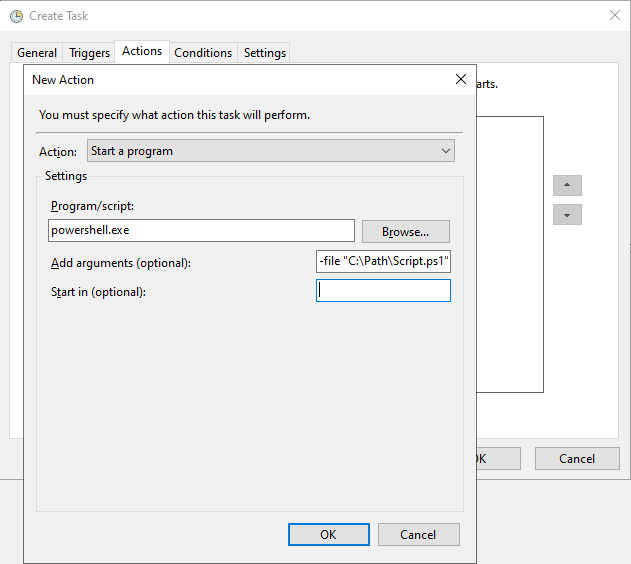 Create Task
General
Triggers
Actions
Conditions
Settings
arts.
New Action
You must specify what action this task will perform.
Action:
Start a program
Settings
Program/script:
powershell.exe
Browse...
Add arguments (optional):
-file "C:\Path\Script.ps1"
Start in (optional):
OK
Cancel
OK
Cancel